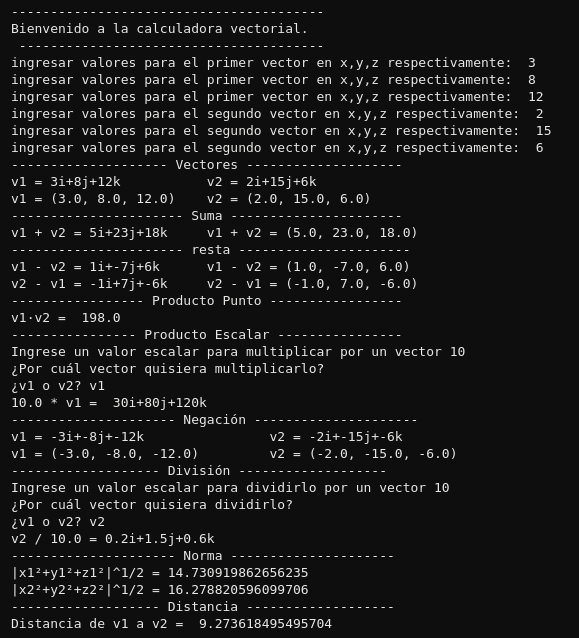 ----------------------------------------
Bienvenido a la calculadora vectorial.
 ---------------------------------------
ingresar valores para el primer vector en x,y,z respectivamente:  3
ingresar valores para el primer vector en x,y,z respectivamente:  8
ingresar valores para el primer vector en x,y,z respectivamente:  12
ingresar valores para el segundo vector en x,y,z respectivamente:  2
ingresar valores para el segundo vector en x,y,z respectivamente:  15
ingresar valores para el segundo vector en x,y,z respectivamente:  6
-------------------- Vectores --------------------
v1 = 3i+8j+12k           v2 = 2i+15j+6k
v1 = (3.0, 8.0, 12.0)    v2 = (2.0, 15.0, 6.0)
---------------------- Suma ----------------------
v1 + v2 = 5i+23j+18k     v1 + v2 = (5.0, 23.0, 18.0)
---------------------- resta ----------------------
v1 - v2 = 1i+-7j+6k      v1 - v2 = (1.0, -7.0, 6.0)
v2 - v1 = -1i+7j+-6k     v2 - v1 = (-1.0, 7.0, -6.0)
----------------- Producto Punto -----------------
v1·v2 =  198.0
---------------- Producto Escalar ----------------
Ingrese un valor escalar para multiplicar por un vector 10
¿Por cuál vector quisiera multiplicarlo?
¿v1 o v2? v1
10.0 * v1 =  30i+80j+120k
--------------------- Negación ---------------------
v1 = -3i+-8j+-12k                v2 = -2i+-15j+-6k
v1 = (-3.0, -8.0, -12.0)         v2 = (-2.0, -15.0, -6.0)
------------------- División -------------------
Ingrese un valor escalar para dividirlo por un vector 10
¿Por cuál vector quisiera dividirlo?
¿v1 o v2? v2
v2 / 10.0 = 0.2i+1.5j+0.6k
--------------------- Norma ---------------------
|x1²+y1²+z1²|^1/2 = 14.730919862656235
|x2²+y2²+z2²|^1/2 = 16.278820596099706
------------------- Distancia -------------------
Distancia de v1 a v2 =  9.273618495495704